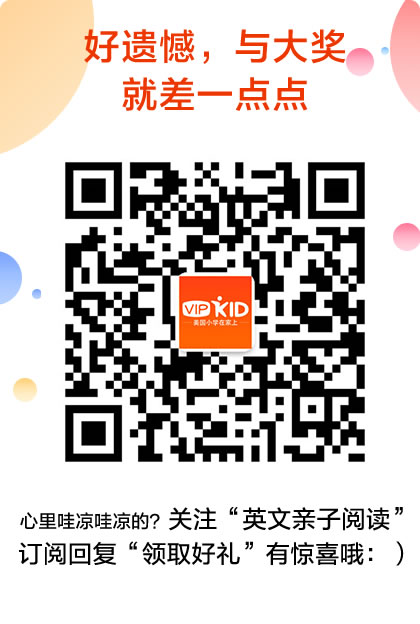 好遗憾，与大奖
就差一点点
VIPKID
美国小学在家上
心里哇凉哇凉的？关注“英文亲子阅读”
订阅回复“领取好礼”有惊喜哦：）